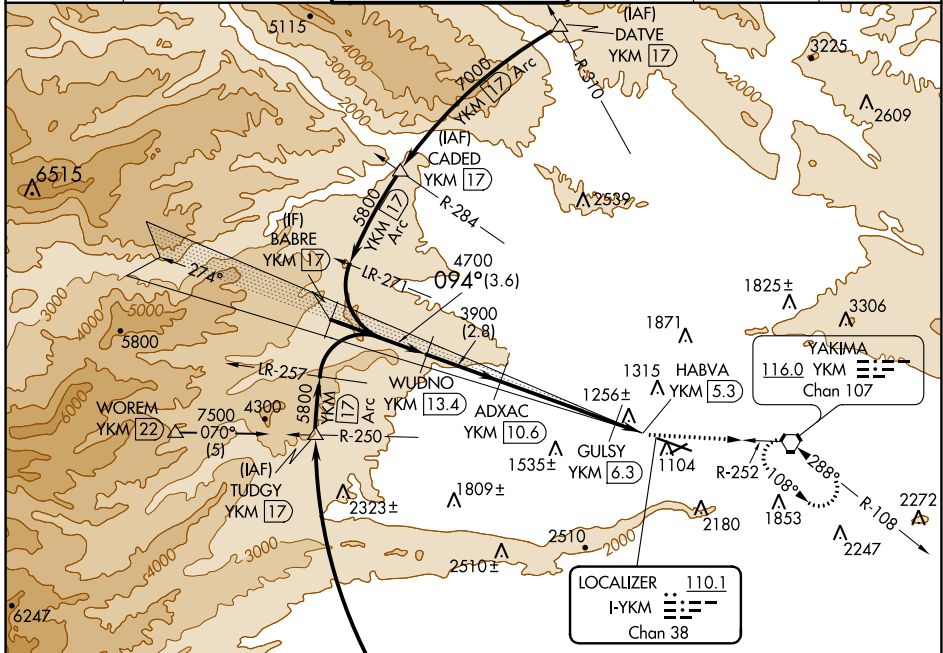 5115
3000
2000
(IAF)
DATVE
YKM 17
R-310
7000
YKM 17 Arc
3225
2609
6515
(IAF)
CADED
YKM 17
R-284
5800
YKM 17
Arc
2539
(IF)
BABRE
YKM 17
274°
LR-271
4700
094° (3.6)
3900
(2.8)
3000
4000
5000
5800
1825±
3306
1871
YAKIMA
116.0 YKM
Chan 107
LR-257
WUDNO
YKM 13.4
1315
HABVA
YKM 5.3
1256±
ADXAC
YKM 10.6
WOREM
YKM 22
7500
070°
(5)
4300
5800
YKM
17
Arc
R-250
(IAF)
TUDGY
YKM 17
6000
5000
4000
1535±
GULSY
YKM 6.3
1104
R-252
108°
288°
R-108
2323±
1809±
2180
1853
2272
2247
2510
2000
2510±
3000
2000
LOCALIZER 110.1
I-YKM
Chan 38
6247